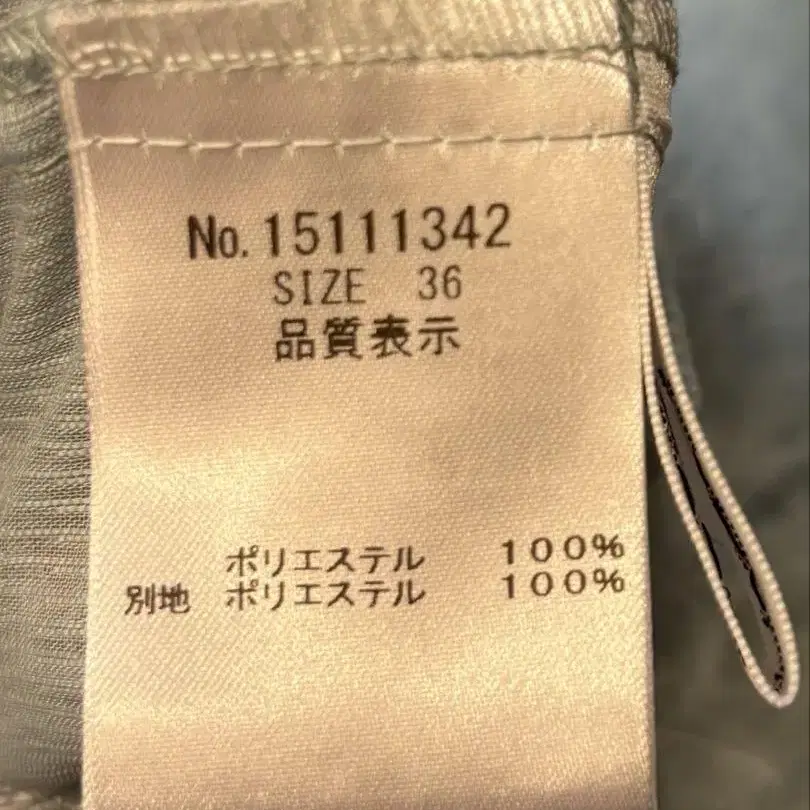 No.15111342
SIZE 36
品質表示
ポリエステル 100%
別地 ポリエステル 100%